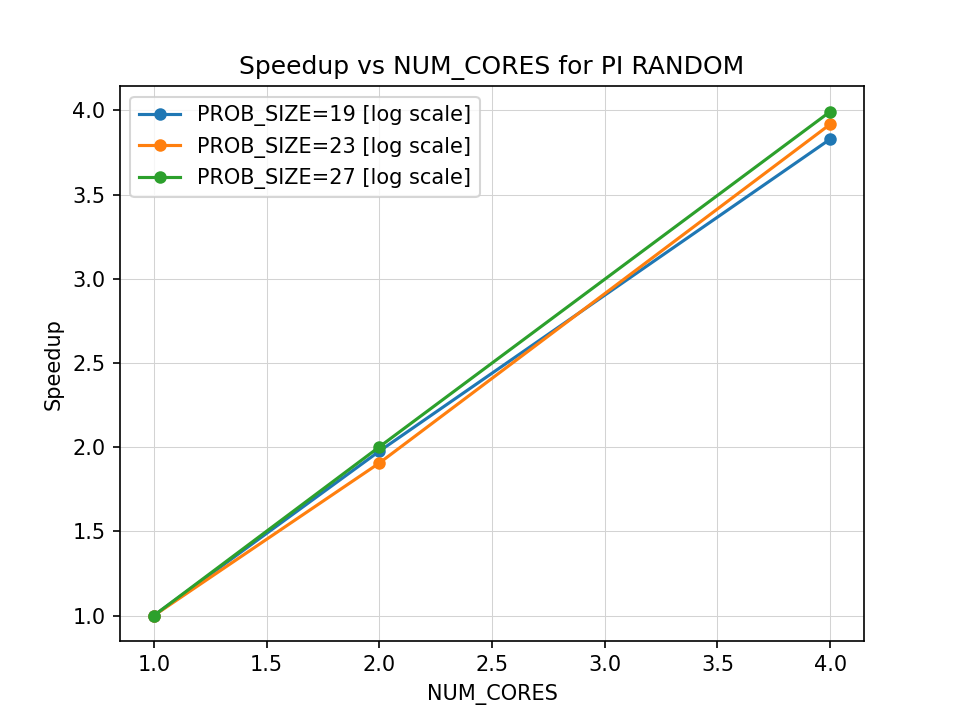 Speedup vs NUM_CORES for PI RANDOM
PROB_SIZE=19 [log scale]
PROB_SIZE=23 [log scale]
PROB_SIZE=27 [log scale]
Speedup
4.0
3.5
3.0
2.5
2.0
1.5
1.0
1.0 1.5 2.0 2.5 3.0 3.5 4.0
NUM_CORES